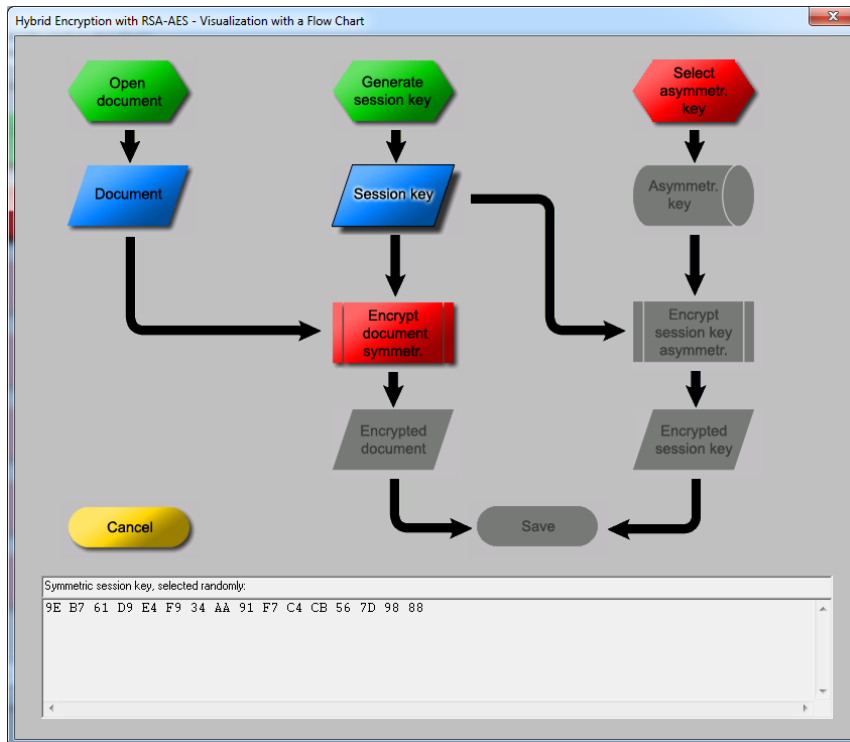 Hybrid Encryption with RSA-AES - Visualization with a Flow Chart
Open
document
Generate
session key
Select
asymmetr.
key
Document
Session key
Asymmetr.
key
Encrypt
document
symmetr.
Encrypt
session key
asymmetr.
Encrypted
document
Encrypted
session key
Cancel
Save
Symmetric session key, selected randomly:
9E B7 61 D9 E4 F9 34 AA 91 F7 C4 CB 56 7D 98 88